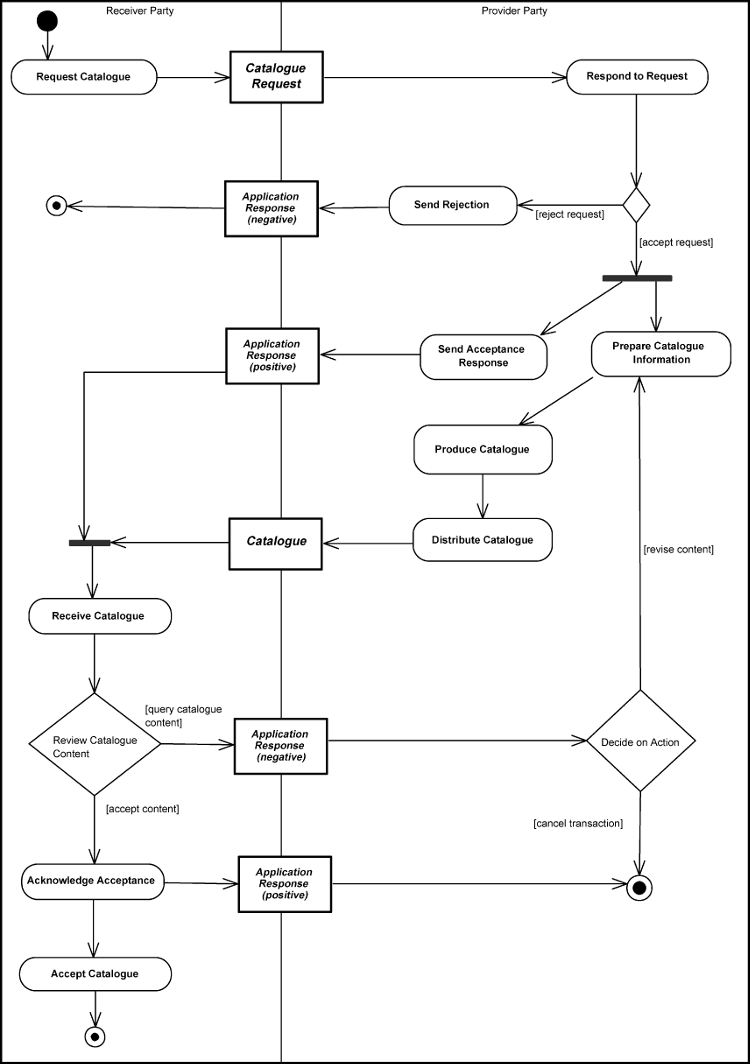 Receiver Party
Provider Party
Request Catalogue
Catalogue
Request
Respond to Request
Application
Response
(negative)
Send Rejection
[reject request]
[accept request]
Application
Response
(positive)
Send Acceptance
Response
Prepare Catalogue
Information
Produce Catalogue
Catalogue
Distribute Catalogue
[revise content]
Receive Catalogue
[query catalogue
content]
Review Catalogue
Content
Application
Response
(negative)
Decide on Action
[accept content]
[cancel transaction]
Acknowledge Acceptance
Application
Response
(positive)
Accept Catalogue